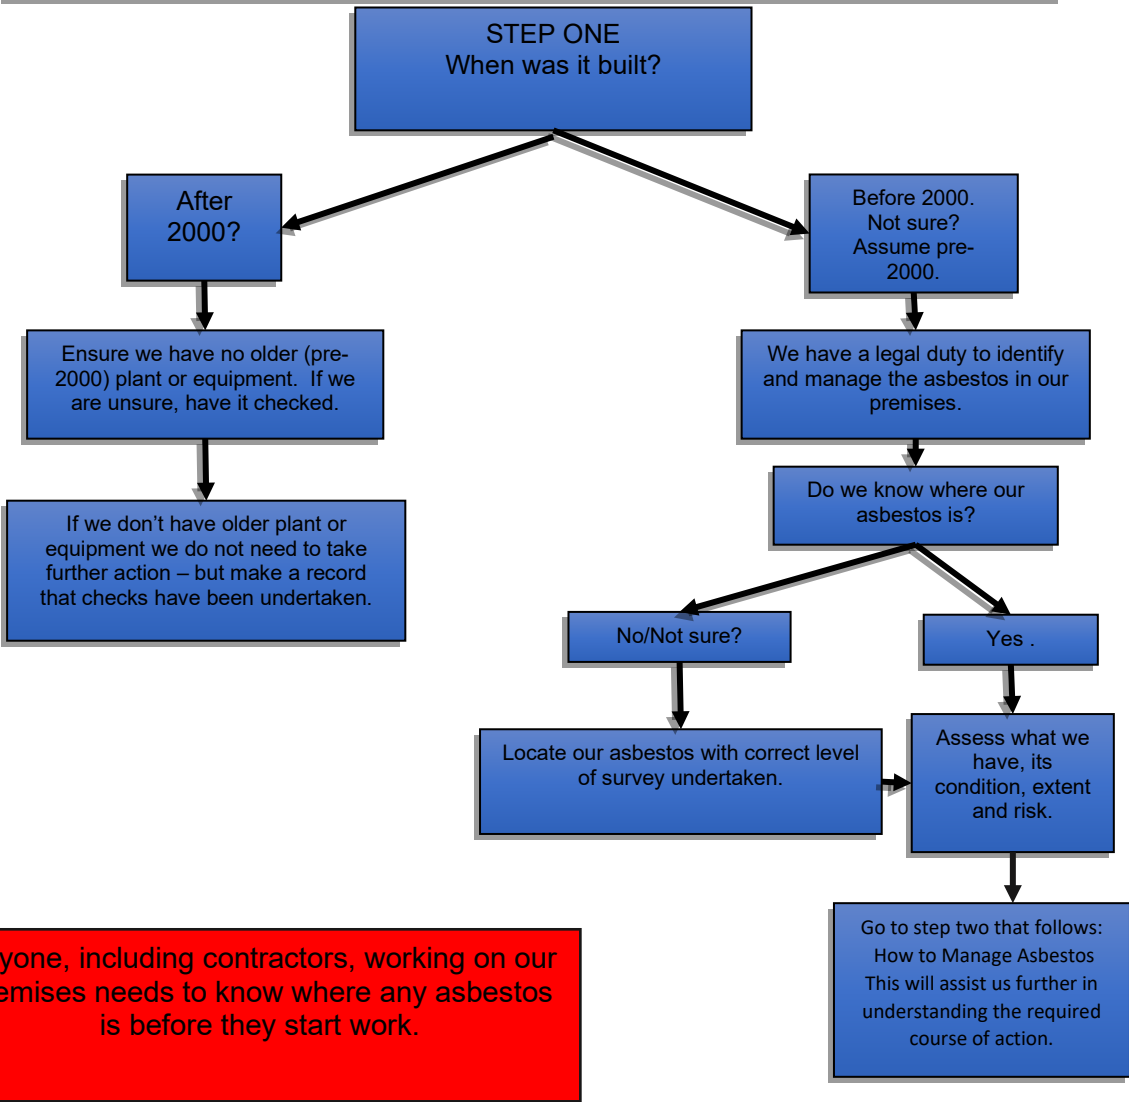 STEP ONE
When was it built?
After
2000?
Before 2000.
Not sure?
Assume pre-
2000.
Ensure we have no older (pre-
2000) plant or equipment.  If we
are unsure, have it checked.
We have a legal duty to identify
and manage the asbestos in our
premises.
If we don’t have older plant or
equipment we do not need to take
further action – but make a record
that checks have been undertaken.
Do we know where our
asbestos is?
No/Not sure?
Yes .
Locate our asbestos with correct level
of survey undertaken.
Assess what we
have, its
condition, extent
and risk.
Go to step two that follows:
How to Manage Asbestos
This will assist us further in
understanding the required
course of action.
yone, including contractors, working on our
emises needs to know where any asbestos
is before they start work.